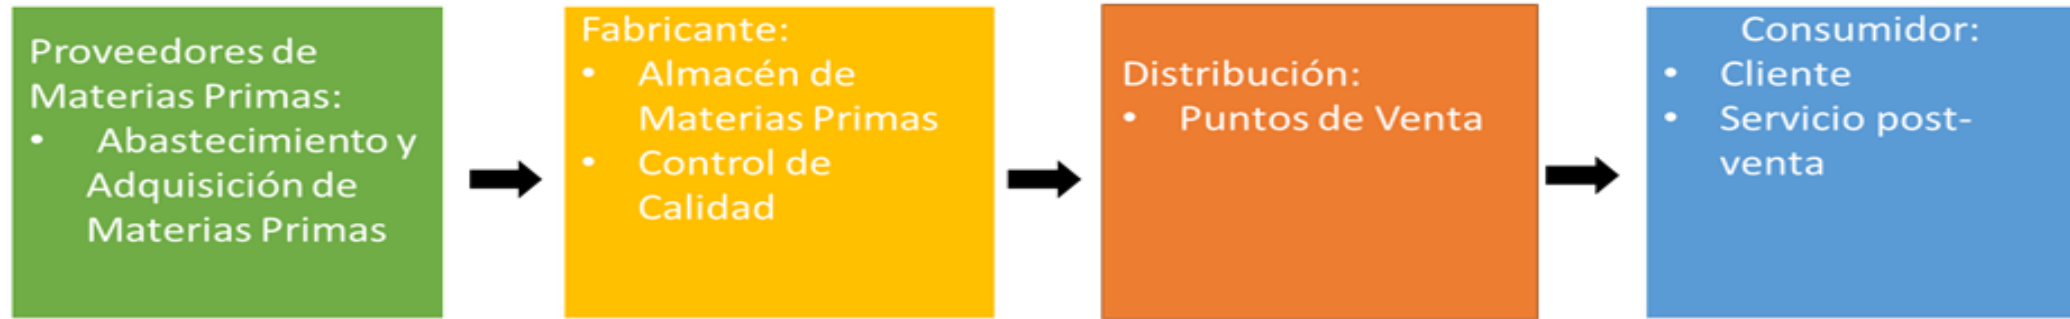 Proveedores de
Materias Primas:
• Abastecimiento y
Adquisición de
Materias Primas
Fabricante:
• Almacén de
Materias Primas
• Control de
Calidad
Distribución:
• Puntos de Venta
Consumidor:
• Cliente
• Servicio post-
venta